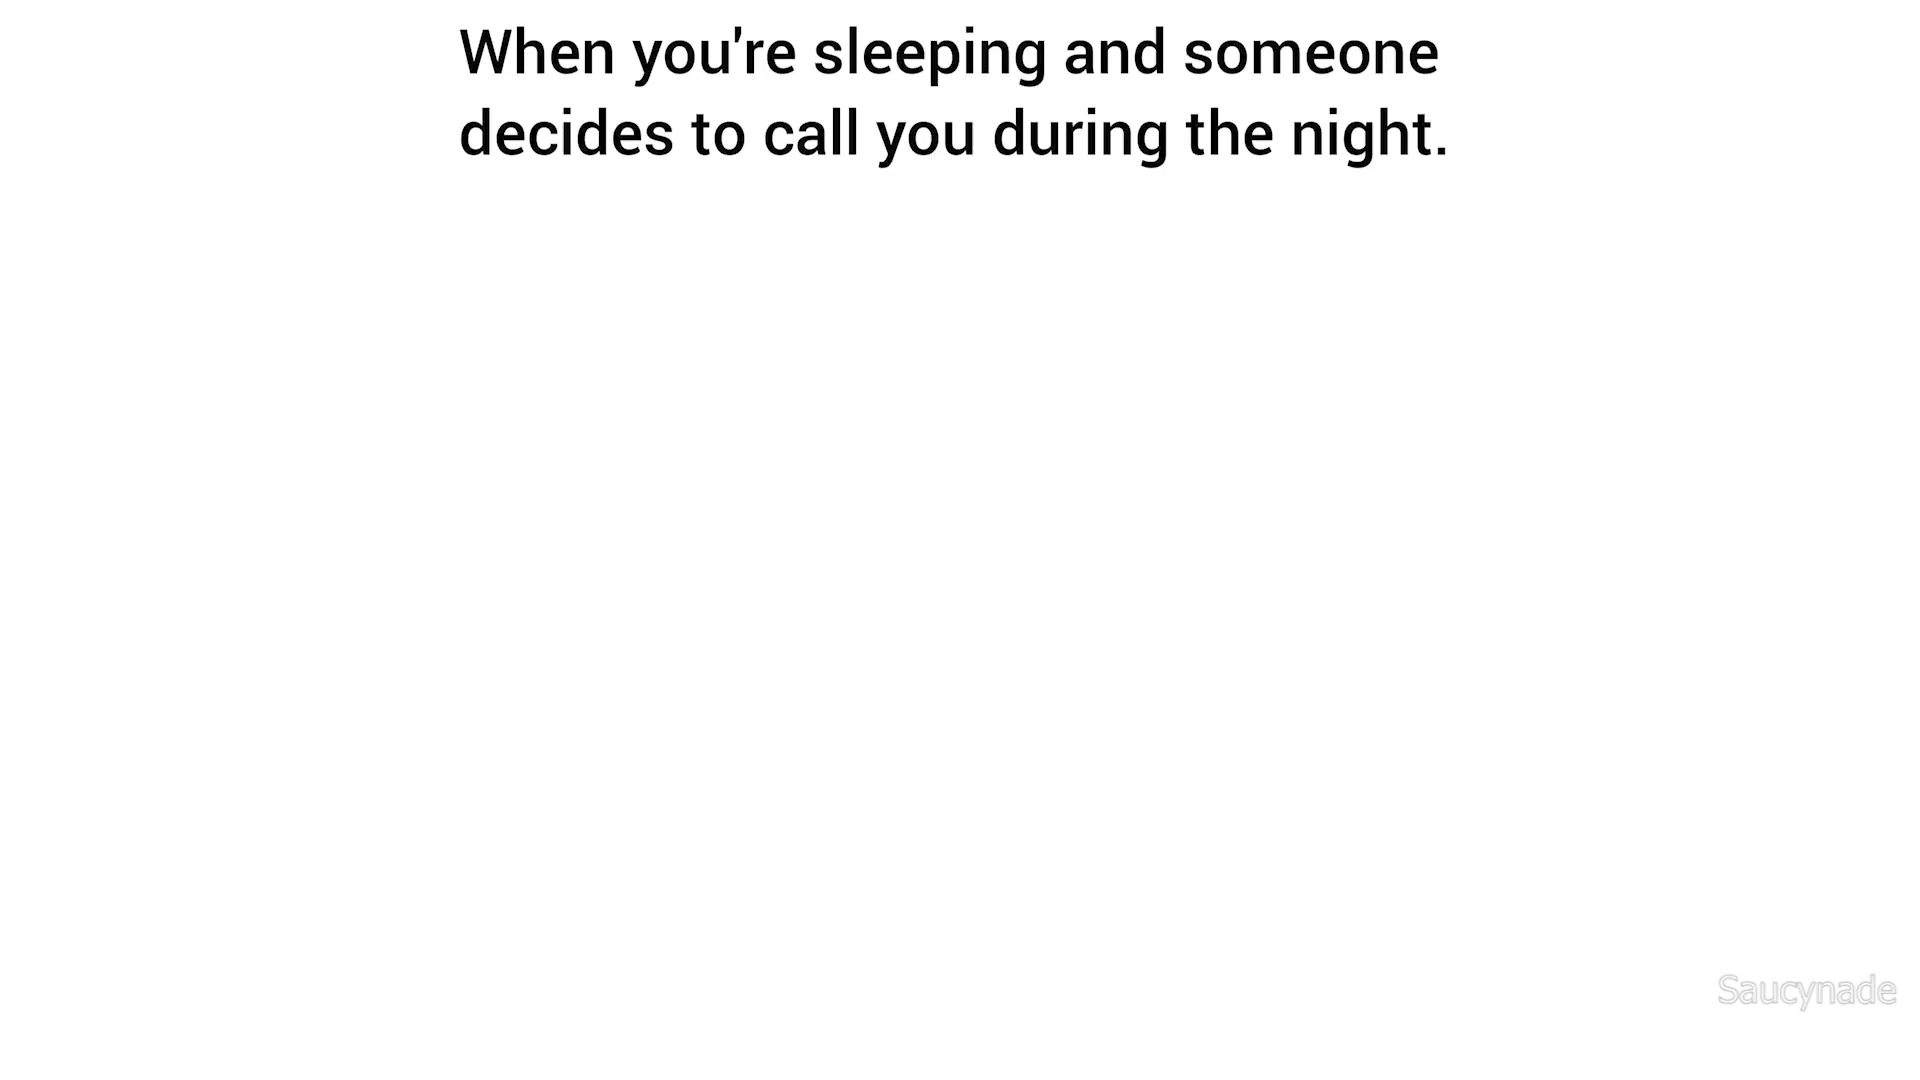 When you're sleeping and someone
decides to call you during the night.
Saucynade